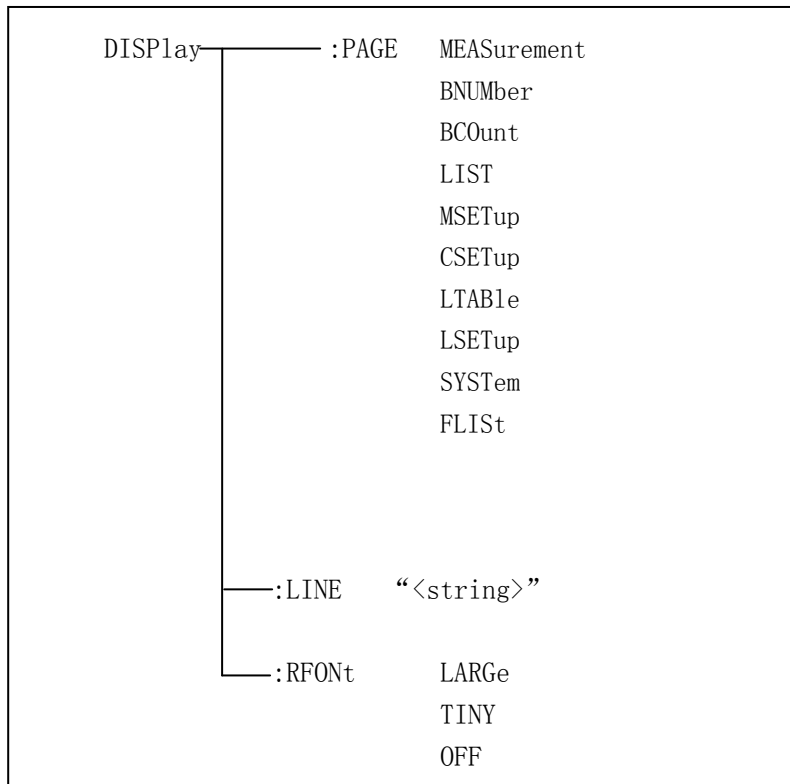 DISPlay :PAGE MEASurement
BNUMber
BCOunt
LIST
MSETup
CSETup
LTABle
LSETup
SYSTem
FLISt
:LINE “<string>”
:RFONt LARGe
TINY
OFF